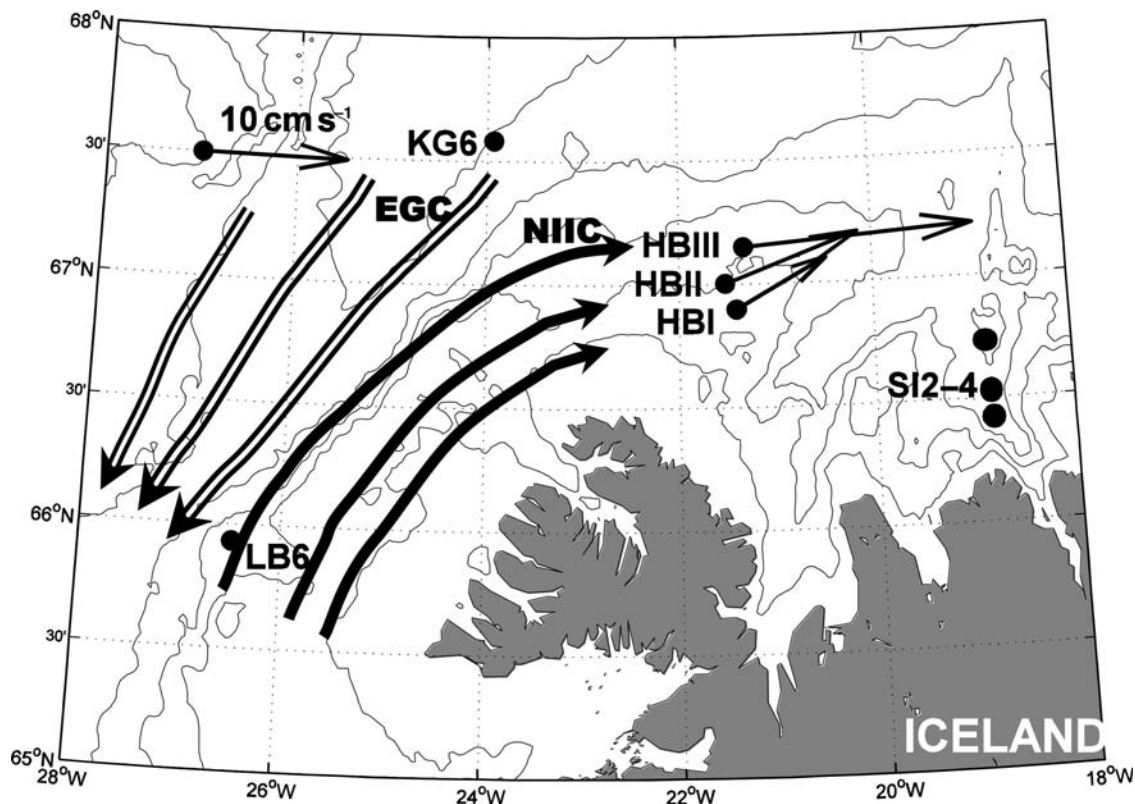 68°N
10 cm s⁻¹
30'
KG6
EGC
NIIC
HBIII
67°N
HBII
HBI
30'
SI2–4
66°N
LB6
30'
ICELAND
65°N
28°W
26°W
24°W
22°W
20°W
18°W